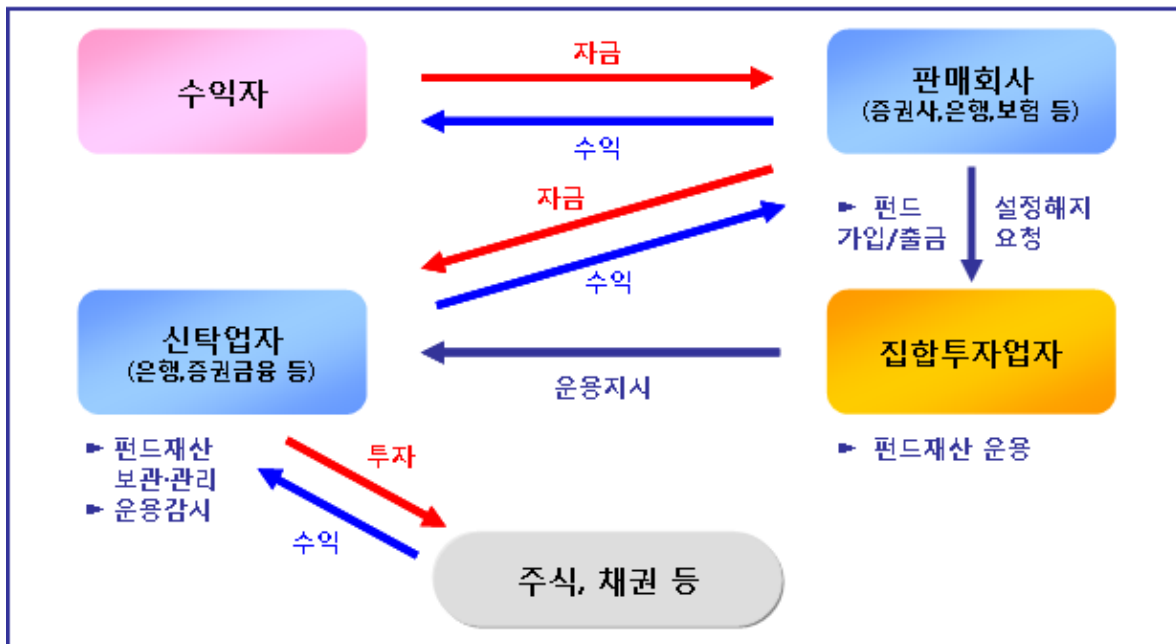 자금
수익자
판매회사
(증권사,은행,보험 등)
수익
자금
► 펀드
가입/출금
설정해지
요청
수익
신탁업자
(은행,증권금융 등)
집합투자업자
운용지시
► 펀드재산
보관·관리
► 운용감시
투자
► 펀드재산 운용
수익
주식, 채권 등